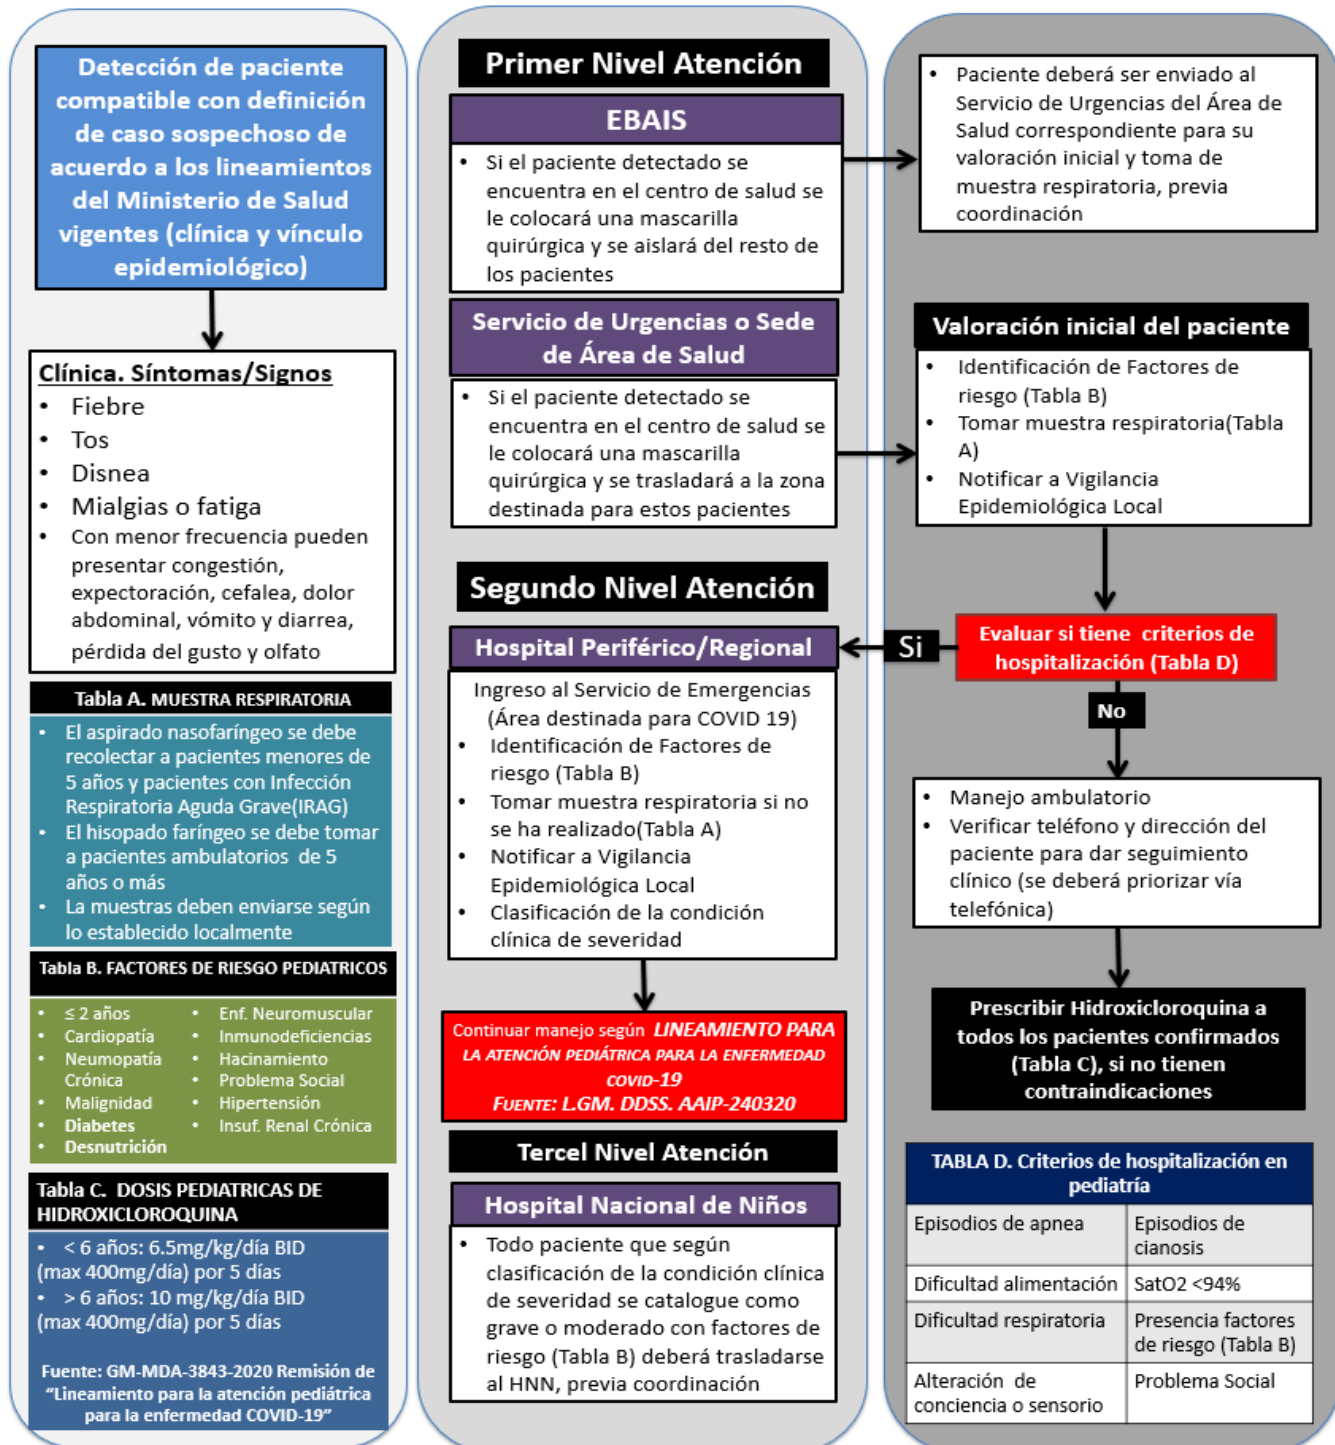 Detección de paciente
compatible con definición
de caso sospechoso de
acuerdo a los lineamientos
del Ministerio de Salud
vigentes (clínica y vínculo
epidemiológico)
Clínica. Síntomas/Signos
• Fiebre
• Tos
• Disnea
• Mialgias o fatiga
• Con menor frecuencia pueden
presentar congestión,
expectoración, cefalea, dolor
abdominal, vómito y diarrea,
pérdida del gusto y olfato
Tabla A. MUESTRA RESPIRATORIA
• El aspirado nasofaríngeo se debe
recolectar a pacientes menores de
5 años y pacientes con Infección
Respiratoria Aguda Grave(IRAG)
• El hisopado faríngeo se debe tomar
a pacientes ambulatorios de 5
años o más
• La muestras deben enviarse según
lo establecido localmente
Tabla B. FACTORES DE RIESGO PEDIATRICOS
• ≤ 2 años
• Cardiopatía
• Neumopatía
Crónica
• Malignidad
• Diabetes
• Desnutrición
• Enf. Neuromuscular
• Inmunodeficiencias
• Hacinamiento
• Problema Social
• Hipertensión
• Insuf. Renal Crónica
Tabla C. DOSIS PEDIATRICAS DE
HIDROXICLOROQUINA
• < 6 años: 6.5mg/kg/día BID
(max 400mg/día) por 5 días
• > 6 años: 10 mg/kg/día BID
(max 400mg/día) por 5 días
Fuente: GM-MDA-3843-2020 Remisión de
“Lineamiento para la atención pediátrica
para la enfermedad COVID-19”
Primer Nivel Atención
EBAIS
• Si el paciente detectado se
encuentra en el centro de salud se
le colocará una mascarilla
quirúrgica y se aislará del resto de
los pacientes
Servicio de Urgencias o Sede
de Área de Salud
• Si el paciente detectado se
encuentra en el centro de salud se
le colocará una mascarilla
quirúrgica y se trasladará a la zona
destinada para estos pacientes
Segundo Nivel Atención
Hospital Periférico/Regional
Ingreso al Servicio de Emergencias
(Área destinada para COVID 19)
• Identificación de Factores de
riesgo (Tabla B)
• Tomar muestra respiratoria si no
se ha realizado(Tabla A)
• Notificar a Vigilancia
Epidemiológica Local
• Clasificación de la condición
clínica de severidad
Continuar manejo según LINEAMIENTO PARA
LA ATENCIÓN PEDIÁTRICA PARA LA ENFERMEDAD
COVID-19
FUENTE: L.GM. DDSS. AAIP-240320
Tercel Nivel Atención
Hospital Nacional de Niños
• Todo paciente que según
clasificación de la condición clínica
de severidad se catalogue como
grave o moderado con factores de
riesgo (Tabla B) deberá trasladarse
al HNN, previa coordinación
• Paciente deberá ser enviado al
Servicio de Urgencias del Área de
Salud correspondiente para su
valoración inicial y toma de
muestra respiratoria, previa
coordinación
Valoración inicial del paciente
• Identificación de Factores de
riesgo (Tabla B)
• Tomar muestra respiratoria(Tabla
A)
• Notificar a Vigilancia
Epidemiológica Local
Evaluar si tiene criterios de
hospitalización (Tabla D)
Si
No
• Manejo ambulatorio
• Verificar teléfono y dirección del
paciente para dar seguimiento
clínico (se deberá priorizar vía
telefónica)
Prescribir Hidroxicloroquina a
todos los pacientes confirmados
(Tabla C), si no tienen
contraindicaciones
TABLA D. Criterios de hospitalización en
pediatría
Episodios de apnea
Episodios de
cianosis
Dificultad alimentación
SatO2 <94%
Dificultad respiratoria
Presencia factores
de riesgo (Tabla B)
Alteración de
conciencia o sensorio
Problema Social